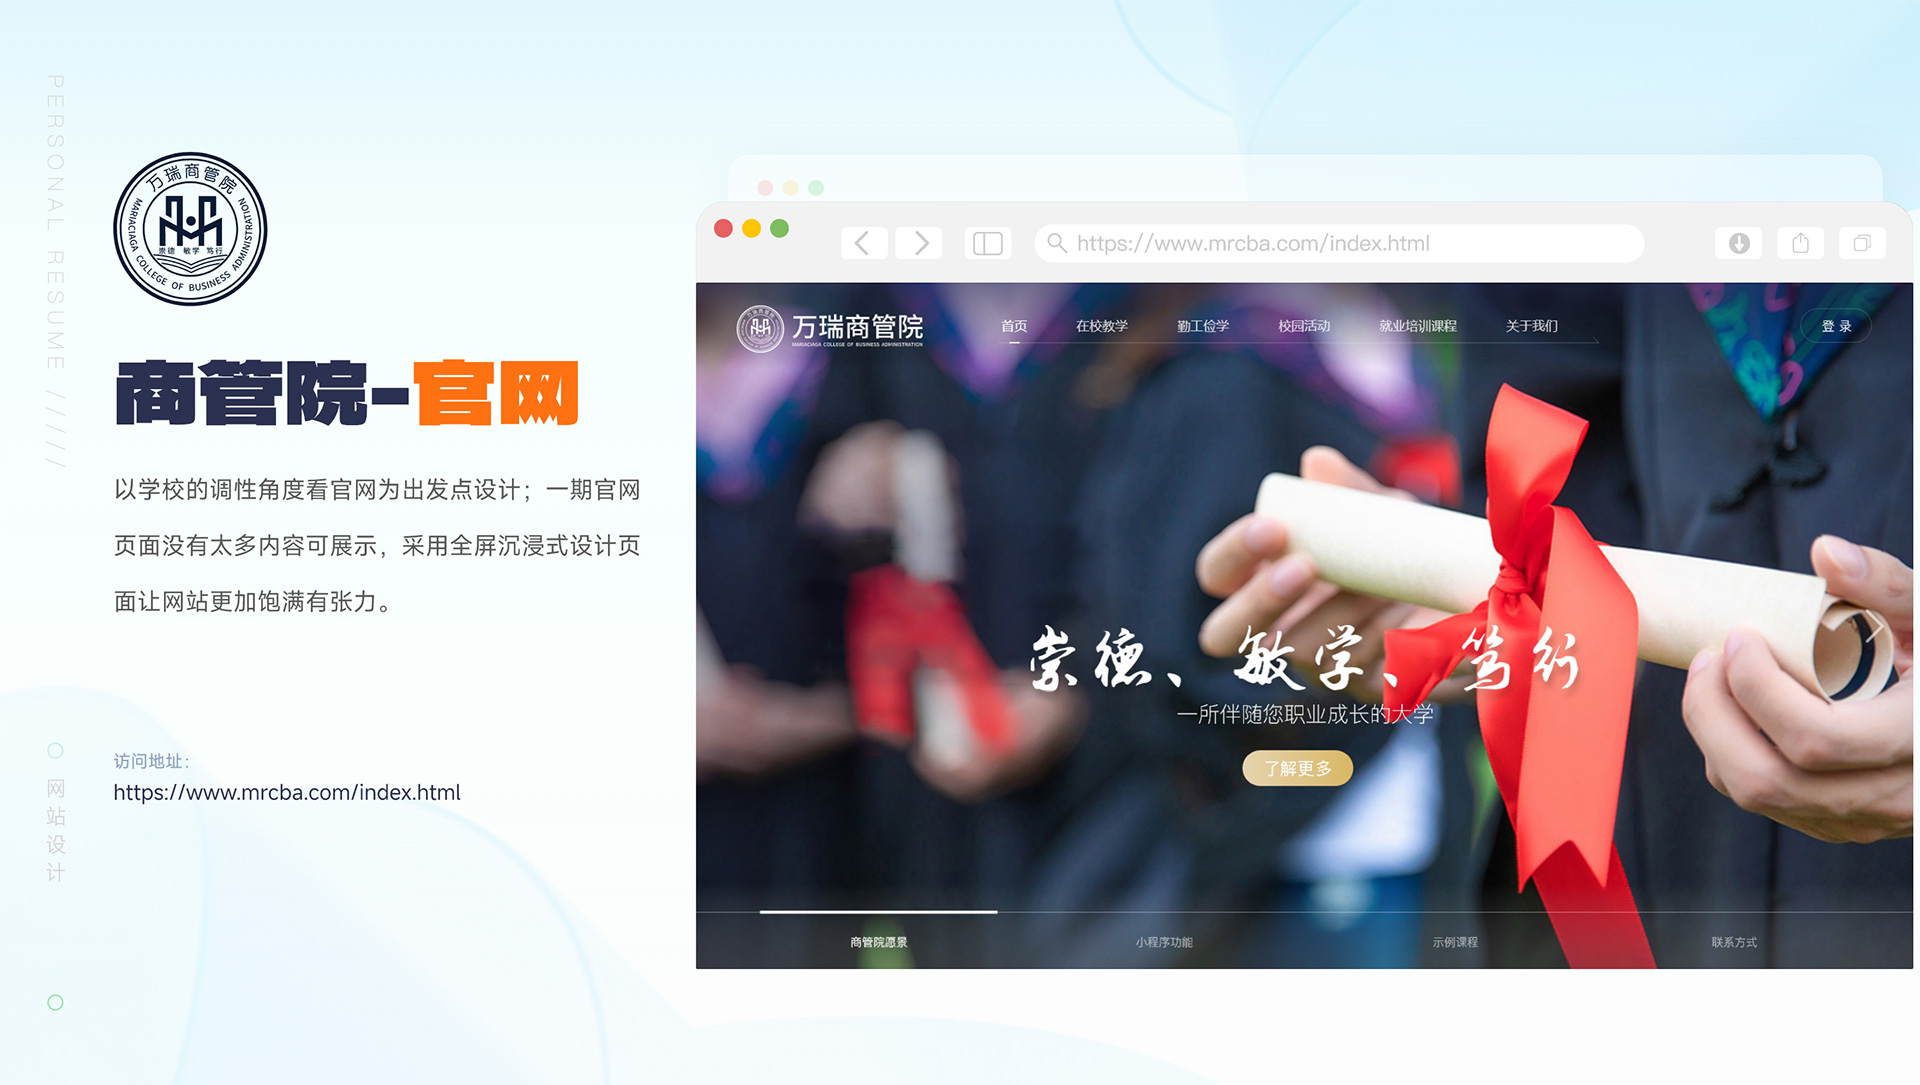 PERSONAL RESUME /////
万瑞商管院
崇德 敏学 笃行
MARIACIAGA COLLEGE OF BUSINESS ADMINISTRATION
商管院-官网
以学校的调性角度看官网为出发点设计；一期官网
页面没有太多内容可展示，采用全屏沉浸式设计页
面让网站更加饱满有张力。
访问地址：
https://www.mrcba.com/index.html
网站设计
https://www.mrcba.com/index.html
万瑞商管院
MARIACIAGA COLLEGE OF BUSINESS ADMINISTRATION
首页 在校教学 勤工俭学 校园活动 就业培训课程 关于我们 登录
崇德、敏学、笃行
一所伴随您职业成长的大学
了解更多
商管院愿景 小程序功能 示例课程 联系方式